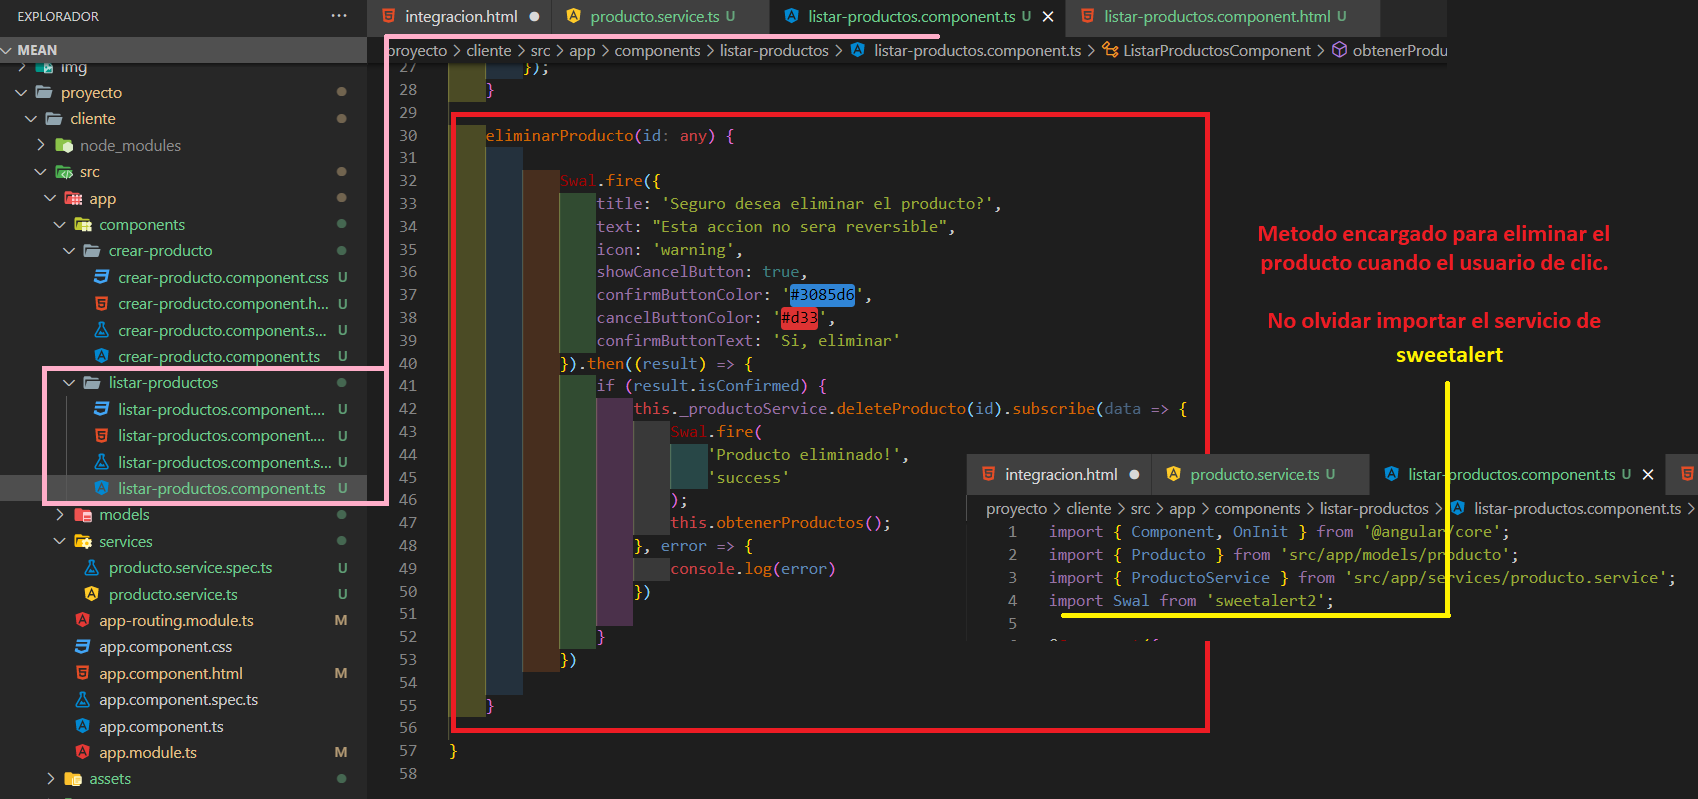 EXPLORADOR
MEAN
img
proyecto
cliente
node_modules
src
app
components
crear-producto
crear-producto.component.css U
crear-producto.component.h... U
crear-producto.component.s... U
crear-producto.component.ts U
listar-productos
listar-productos.component.... U
listar-productos.component.... U
listar-productos.component.s... U
listar-productos.component.ts U
models
services
producto.service.spec.ts U
producto.service.ts U
app-routing.module.ts M
app.component.css
app.component.html M
app.component.spec.ts
app.component.ts
app.module.ts M
assets
integracion.html
producto.service.ts U
listar-productos.component.ts U
listar-productos.component.html U
proyecto > cliente > src > app > components > listar-productos > listar-productos.component.ts > ListarProductosComponent > obtenerProdu
27 });
28 }
29
30 eliminarProducto(id: any) {
31
32 Swal.fire({
33 title: 'Seguro desea eliminar el producto?',
34 text: "Esta accion no sera reversible",
35 icon: 'warning',
36 showCancelButton: true,
37 confirmButtonColor: '#3085d6',
38 cancelButtonColor: '#d33',
39 confirmButtonText: 'Si, eliminar'
40 }).then((result) => {
41 if (result.isConfirmed) {
42 this._productoService.deleteProducto(id).subscribe(data => {
43 Swal.fire(
44 'Producto eliminado!',
45 'success'
46 );
47 this.obtenerProductos();
48 }, error => {
49 console.log(error)
50 })
51
52 }
53 })
54
55 }
56
57 }
58
Metodo encargado para eliminar el
producto cuando el usuario de clic.
No olvidar importar el servicio de
sweetalert
integracion.html
producto.service.ts U
listar-productos.component.ts U
proyecto > cliente > src > app > components > listar-productos > listar-productos.component.ts >
1 import { Component, OnInit } from '@angular/core';
2 import { Producto } from 'src/app/models/producto';
3 import { ProductoService } from 'src/app/services/producto.service';
4 import Swal from 'sweetalert2';
5